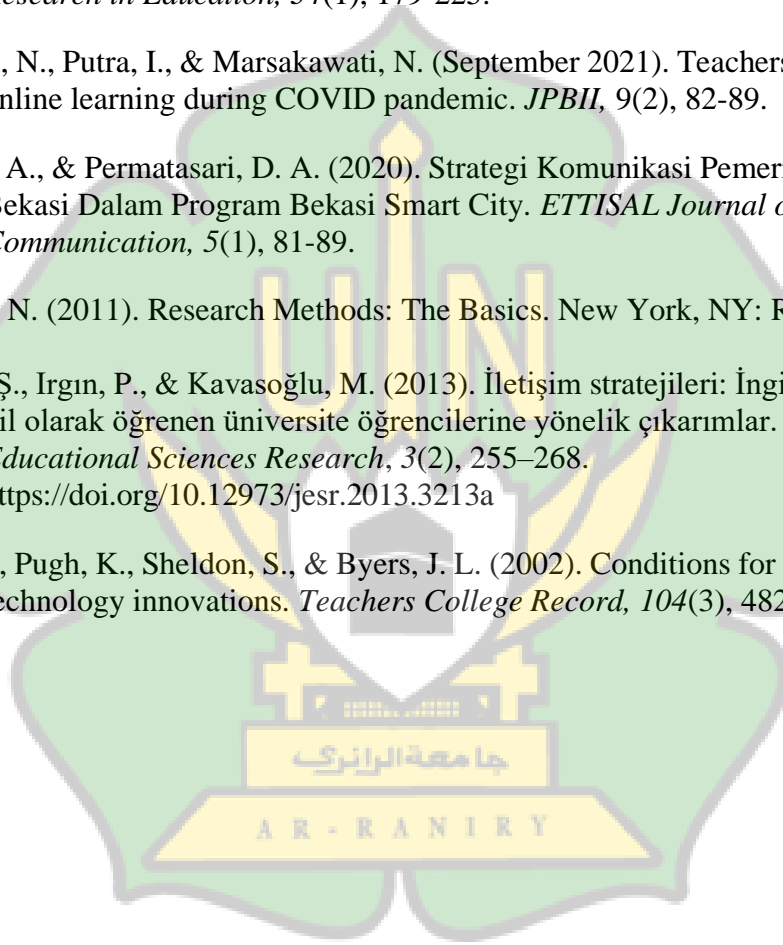 esearch in Education, 34(1), 179-225.
, N., Putra, I., & Marsakawati, N. (September 2021). Teachers
nline learning during COVID pandemic. JPBII, 9(2), 82-89.
A., & Permatasari, D. A. (2020). Strategi Komunikasi Pemer
Bekasi Dalam Program Bekasi Smart City. ETTISAL Journal o
Communication, 5(1), 81-89.
N. (2011). Research Methods: The Basics. New York, NY: R
Ş., Irgın, P., & Kavasoğlu, M. (2013). İletişim stratejileri: İngi
il olarak öğrenen üniversite öğrencilerine yönelik çıkarımlar.
Educational Sciences Research, 3(2), 255–268.
ttps://doi.org/10.12973/jesr.2013.3213a
, Pugh, K., Sheldon, S., & Byers, J. L. (2002). Conditions for
echnology innovations. Teachers College Record, 104(3), 482
UIN
جامعة الرانري
AR-RANIRY